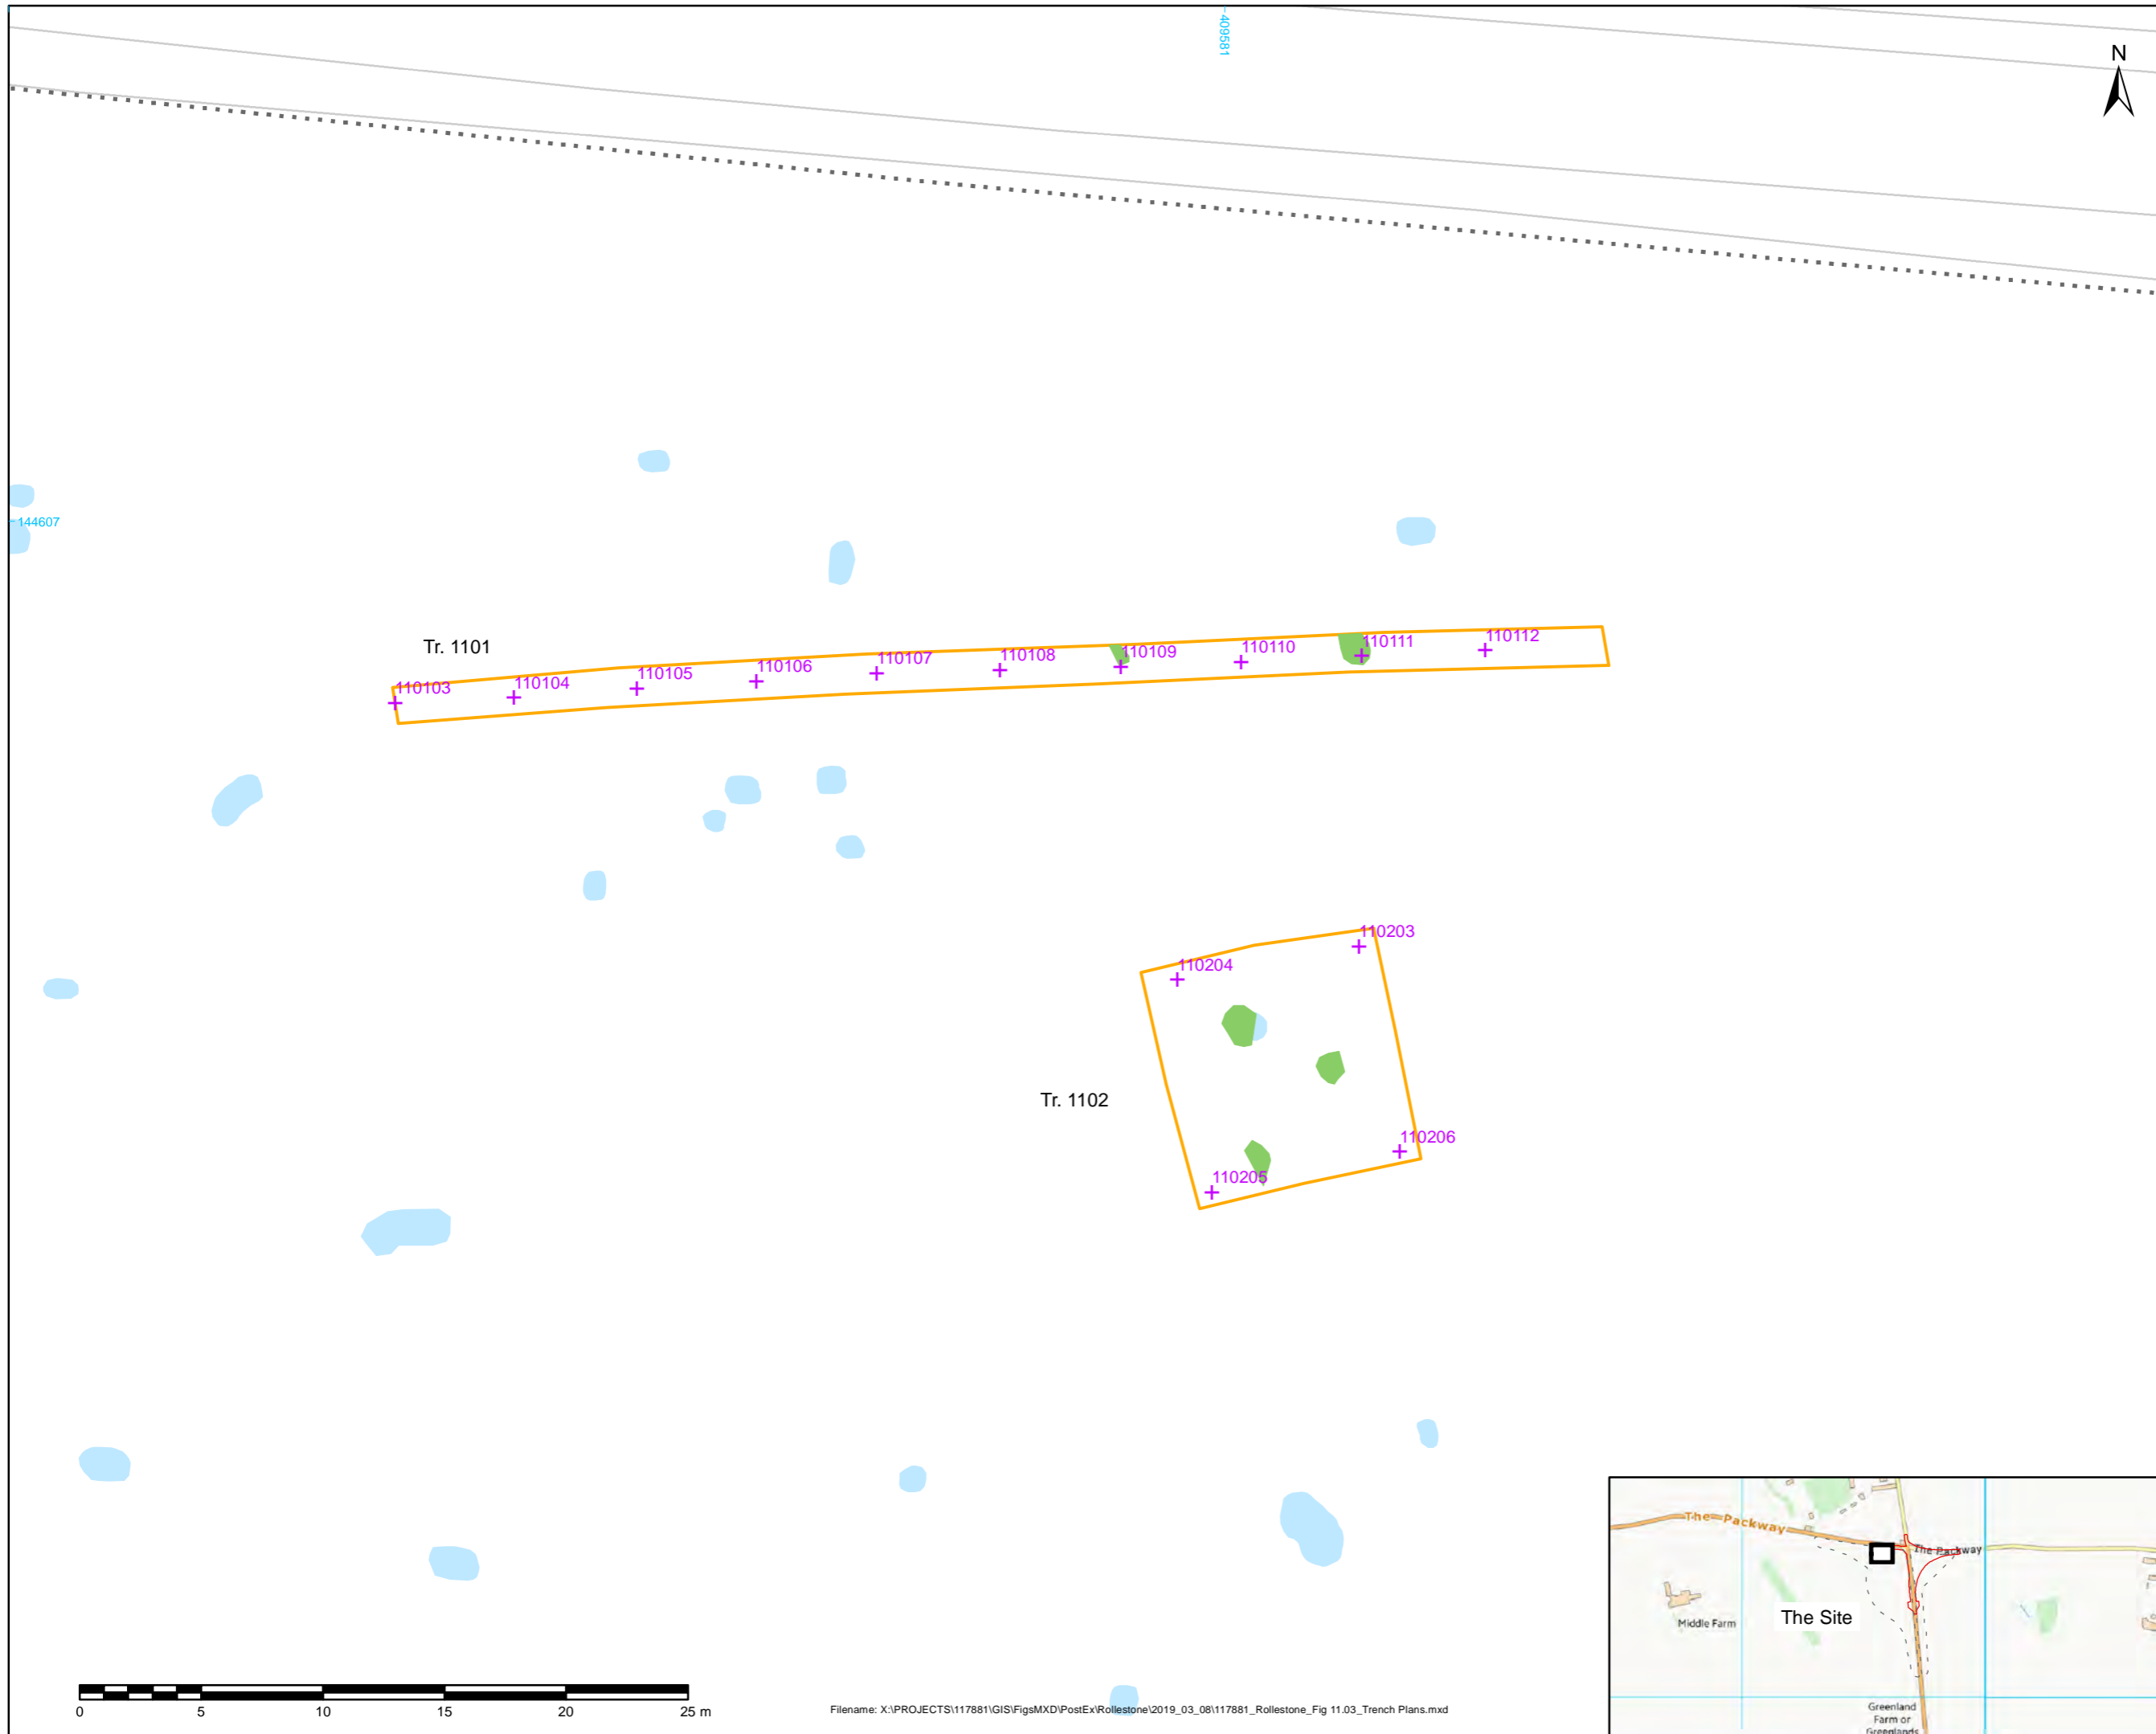 409581
N
144607
Tr. 1101
110103
110104
110105
110106
110107
110108
110109
110110
110111
110112
110203
110204
Tr. 1102
110206
110205
The Packway
The Packway
The Site
Middle Farm
Greenland
Farm or
Greenlands
0 5 10 15 20 25 m
Filename: X:\PROJECTS\117881\GIS\FigsMXD\PostEx\Rollestone\2019_03_08\117881_Rollestone_Fig 11.03_Trench Plans.mxd